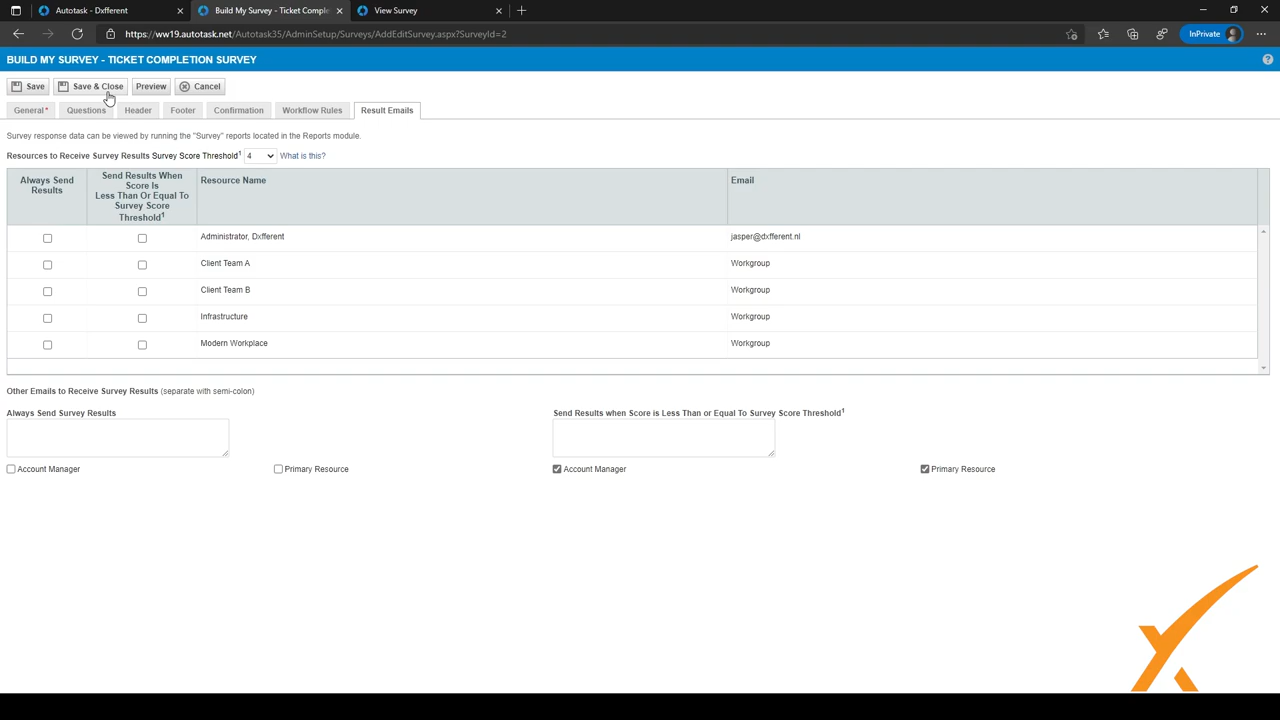 Autotask - Dxfferent
Build My Survey - Ticket Comple
View Survey
https://ww19.autotask.net/Autotask35/AdminSetup/Surveys/AddEditSurvey.aspx?SurveyId=2
InPrivate
BUILD MY SURVEY - TICKET COMPLETION SURVEY
Save
Save & Close
Preview
Cancel
General*
Questions
Header
Footer
Confirmation
Workflow Rules
Result Emails
Survey response data can be viewed by running the "Survey" reports located in the Reports module.
Resources to Receive Survey Results Survey Score Threshold¹ 4 What is this?
Always Send
Results
Send Results When
Score Is
Less Than Or Equal To
Survey Score
Threshold¹
Resource Name
Email
Administrator, Dxfferent
jasper@dxfferent.nl
Client Team A
Workgroup
Client Team B
Workgroup
Infrastructure
Workgroup
Modern Workplace
Workgroup
Other Emails to Receive Survey Results (separate with semi-colon)
Always Send Survey Results
Send Results when Score is Less Than or Equal To Survey Score Threshold¹
Account Manager
Primary Resource
Account Manager
Primary Resource